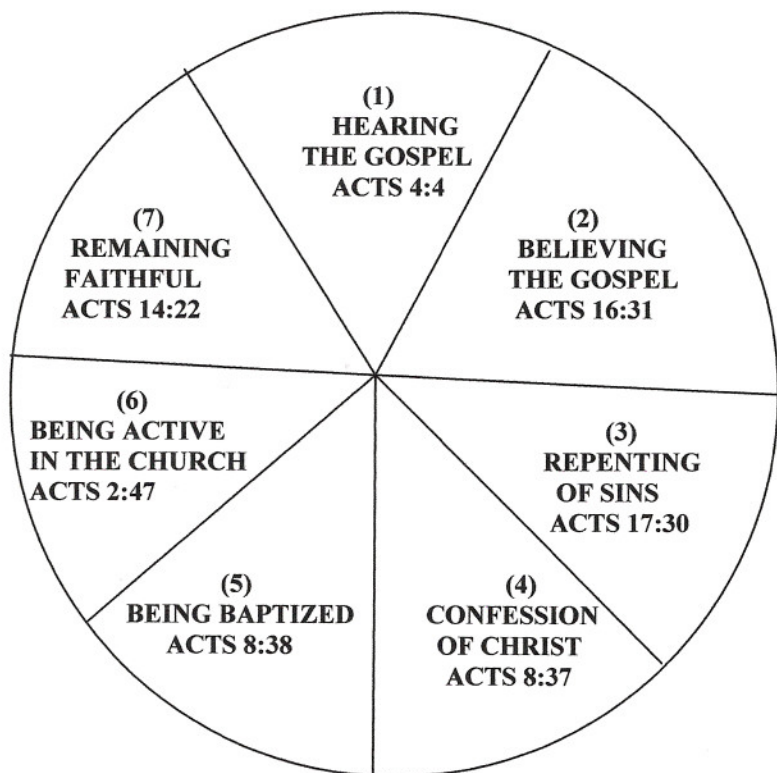 (1)
HEARING
THE GOSPEL
ACTS 4:4
(2)
BELIEVING
THE GOSPEL
ACTS 16:31
(3)
REPENTING
OF SINS
ACTS 17:30
(4)
CONFESSION
OF CHRIST
ACTS 8:37
(5)
BEING BAPTIZED
ACTS 8:38
(6)
BEING ACTIVE
IN THE CHURCH
ACTS 2:47
(7)
REMAINING
FAITHFUL
ACTS 14:22